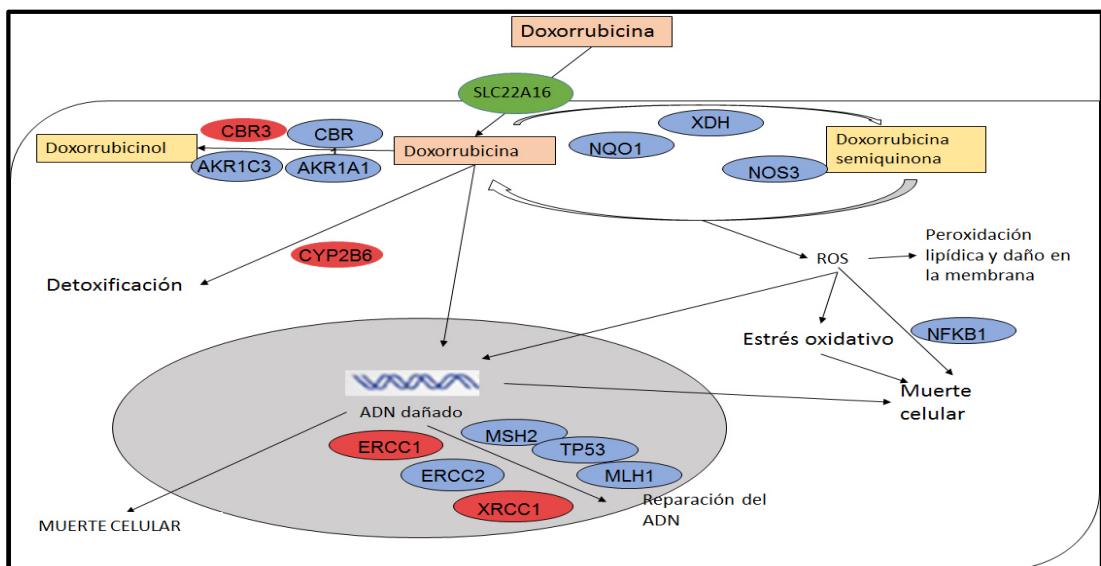 Doxorrubicina
SLC22A16
CBR3
CBR
XDH
Doxorrubicinol
Doxorrubicina
NQO1
Doxorrubicina
semiquinona
AKR1C3
AKR1A1
NOS3
CYP2B6
Detoxificación
ROS
Peroxidación
lipídica y daño en
la membrana
Estrés oxidativo
NFKB1
Muerte
celular
ADN dañado
ERCC1
MSH2
TP53
ERCC2
MLH1
XRCC1
Reparación del
ADN
MUERTE CELULAR